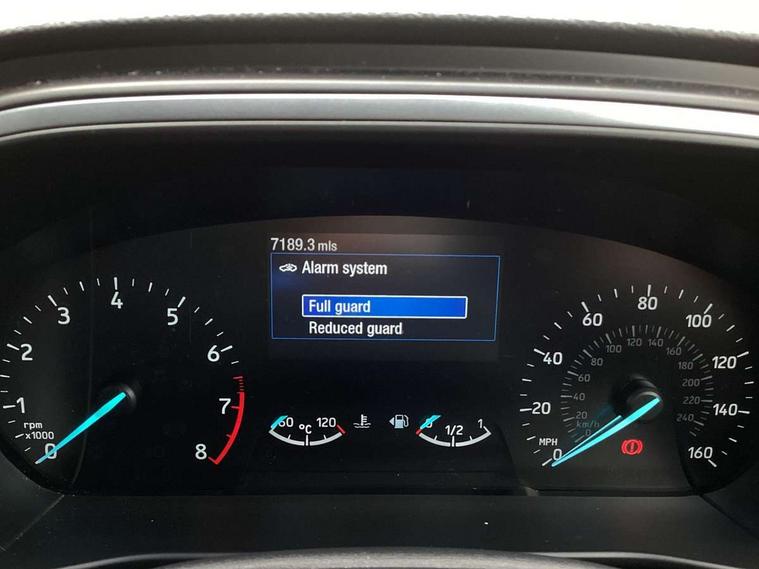 7189.3 mls
Alarm system
Full guard
Reduced guard
0 1 2 3 4 5 6 7 8
rpm
x1000
60 °C 120
0 1/2 1
0 20 40 60 80 100 120 140 160
MPH
0 20 40 60 80 100 120 140 160 180 200 220 240
km/h